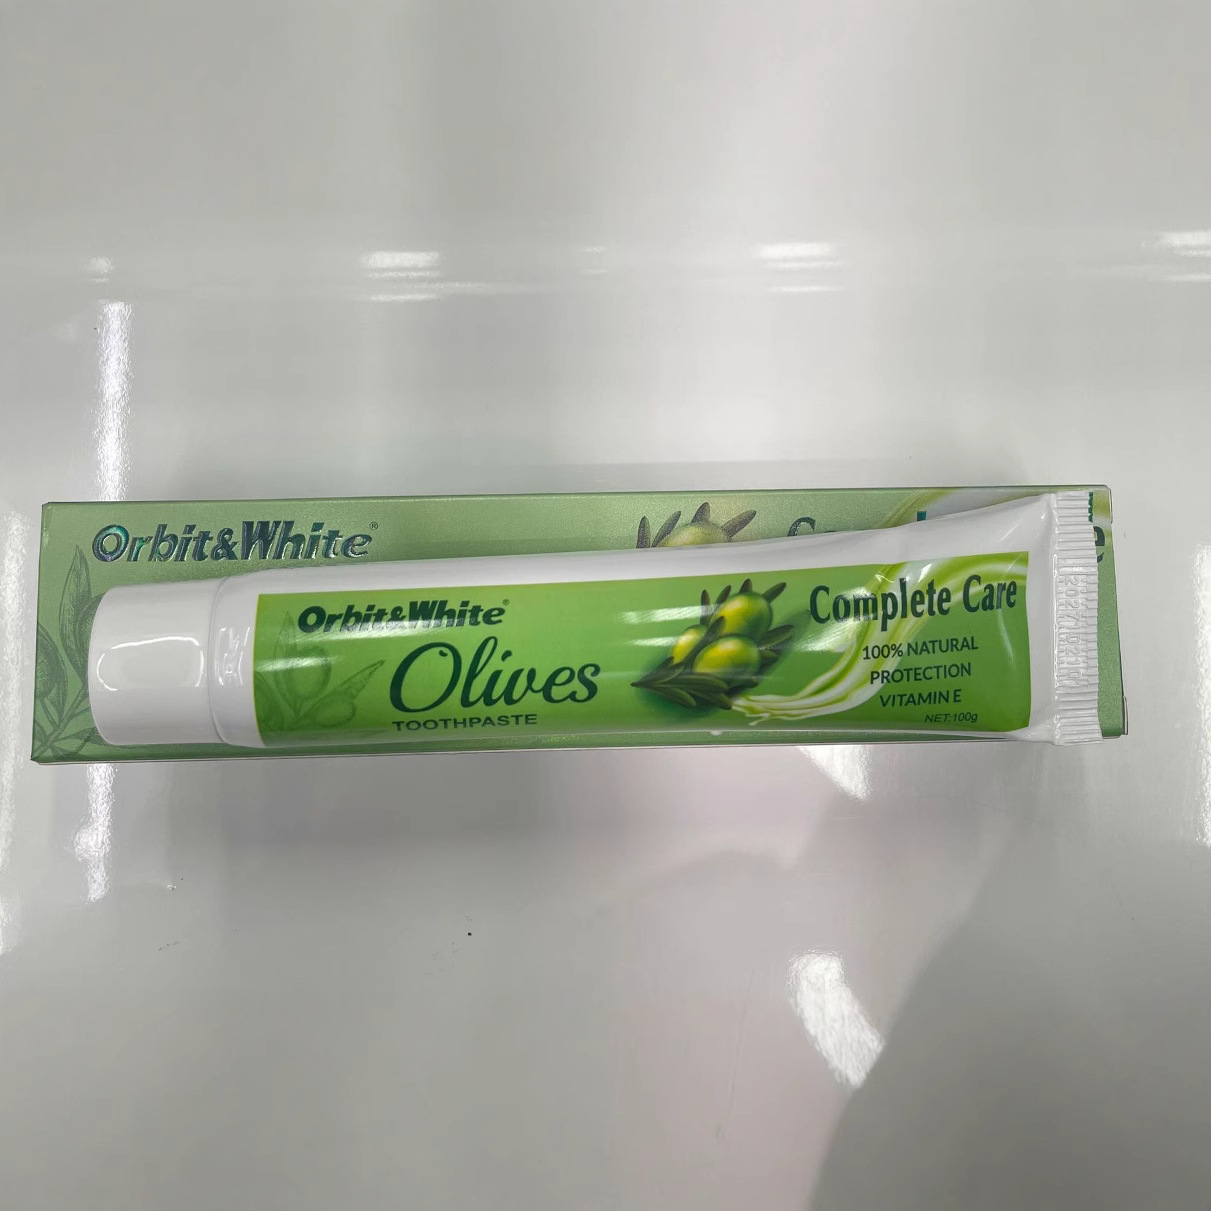 Orbit&White®
Orbit&White®
Olives
TOOTHPASTE
Complete Care
100% NATURAL
PROTECTION
VITAMIN E
NET:100g